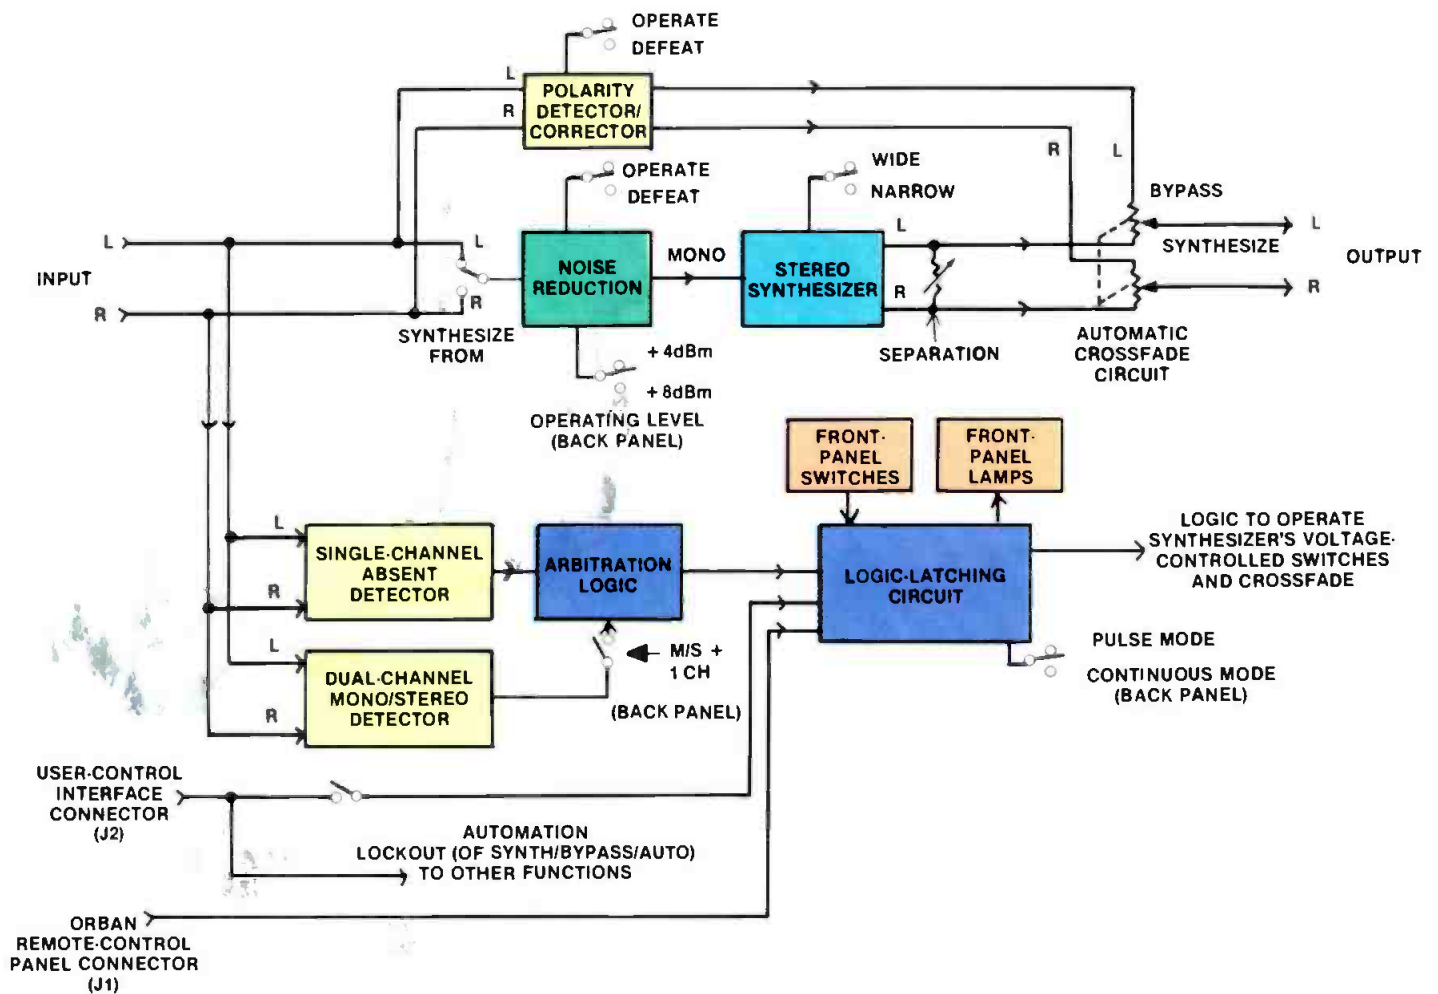 OPERATE
DEFEAT
L
R
POLARITY
DETECTOR/
CORRECTOR
R
L
OPERATE
DEFEAT
WIDE
NARROW
BYPASS
L
INPUT
R
L
R
SYNTHESIZE
FROM
NOISE
REDUCTION
MONO
STEREO
SYNTHESIZER
L
R
SEPARATION
SYNTHESIZE
L
OUTPUT
R
AUTOMATIC
CROSSFADE
CIRCUIT
+ 4dBm
+ 8dBm
OPERATING LEVEL
(BACK PANEL)
FRONT-
PANEL
SWITCHES
FRONT-
PANEL
LAMPS
L
R
SINGLE-CHANNEL
ABSENT
DETECTOR
ARBITRATION
LOGIC
LOGIC-LATCHING
CIRCUIT
LOGIC TO OPERATE
SYNTHESIZER'S VOLTAGE-
CONTROLLED SWITCHES
AND CROSSFADE
L
R
DUAL-CHANNEL
MONO/STEREO
DETECTOR
M/S +
1 CH
(BACK PANEL)
PULSE MODE
CONTINUOUS MODE
(BACK PANEL)
USER-CONTROL
INTERFACE
CONNECTOR
(J2)
AUTOMATION
LOCKOUT (OF SYNTH/BYPASS/AUTO)
TO OTHER FUNCTIONS
ORBAN
REMOTE-CONTROL
PANEL CONNECTOR
(J1)